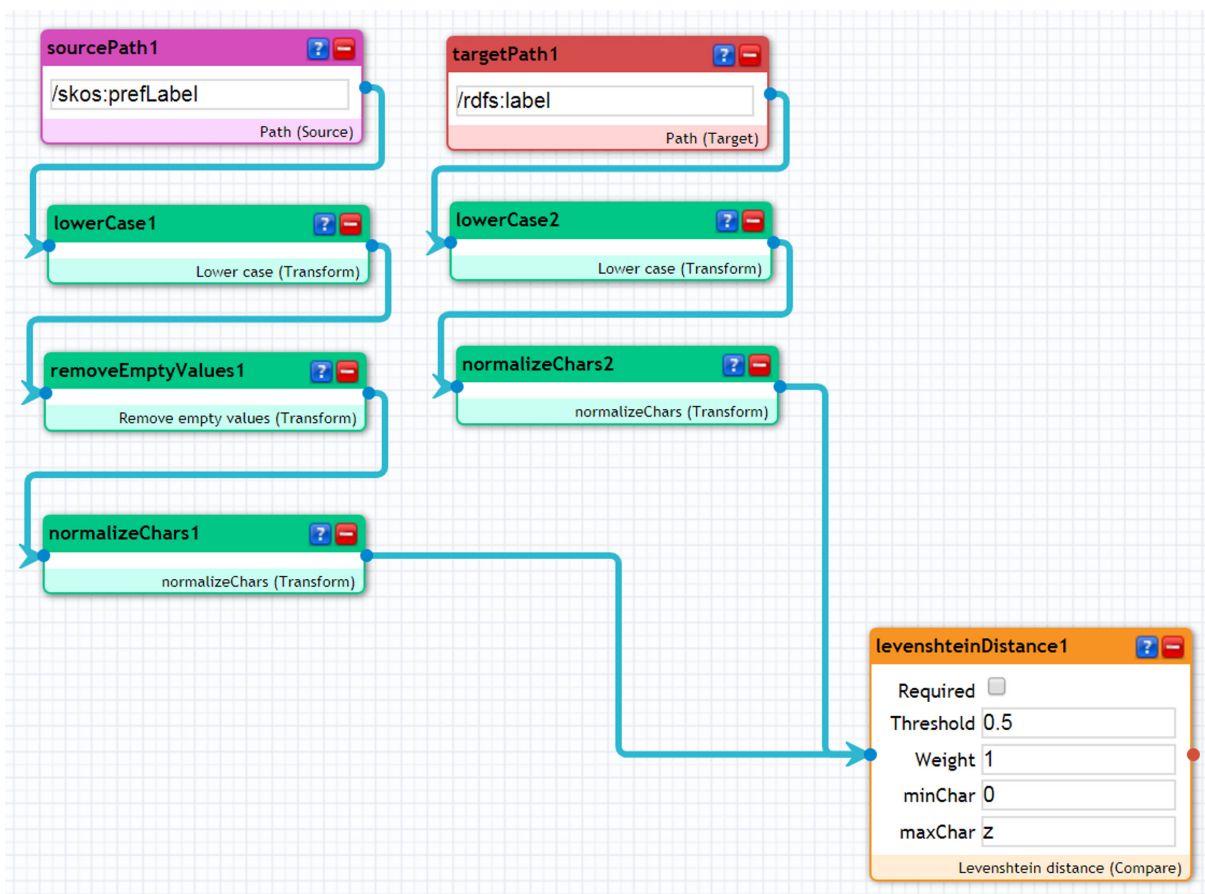 sourcePath1
/skos:prefLabel
Path (Source)
targetPath1
/rdfs:label
Path (Target)
lowerCase1
Lower case (Transform)
lowerCase2
Lower case (Transform)
removeEmptyValues1
Remove empty values (Transform)
normalizeChars2
normalizeChars (Transform)
normalizeChars1
normalizeChars (Transform)
levenshteinDistance1
Required
Threshold 0.5
Weight 1
minChar 0
maxChar z
Levenshtein distance (Compare)